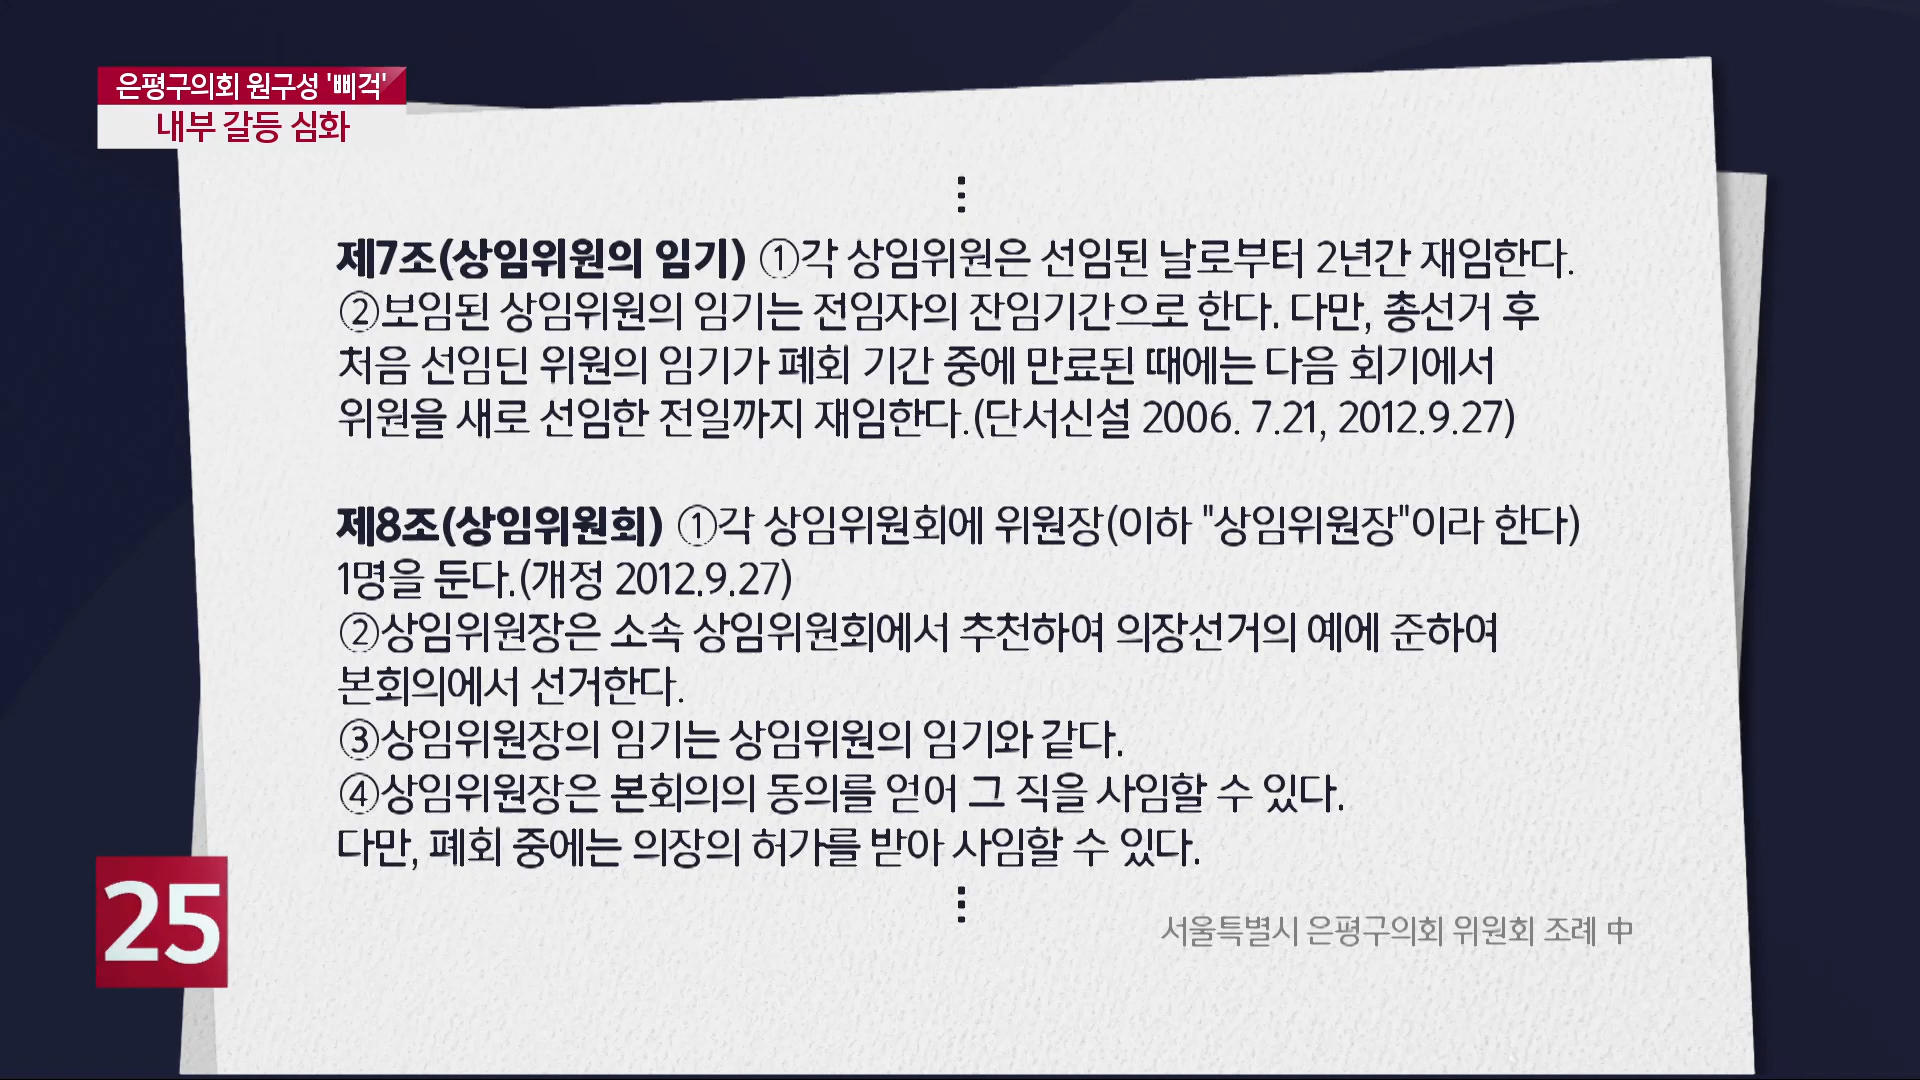 은평구의회 원구성 '삐걱'
내부 갈등 심화
제7조(상임위원의 임기) ①각 상임위원은 선임된 날로부터 2년간 재임한다.
②보임된 상임위원의 임기는 전임자의 잔임기간으로 한다. 다만, 총선거 후
처음 선임딘 위원의 임기가 폐회 기간 중에 만료된 때에는 다음 회기에서
위원을 새로 선임한 전일까지 재임한다.(단서신설 2006. 7.21, 2012.9.27)
제8조(상임위원회) ①각 상임위원회에 위원장(이하 "상임위원장"이라 한다)
1명을 둔다.(개정 2012.9.27)
②상임위원장은 소속 상임위원회에서 추천하여 의장선거의 예에 준하여
본회의에서 선거한다.
③상임위원장의 임기는 상임위원의 임기와 같다.
④상임위원장은 본회의의 동의를 얻어 그 직을 사임할 수 있다.
다만, 폐회 중에는 의장의 허가를 받아 사임할 수 있다.
서울특별시 은평구의회 위원회 조례 中
25